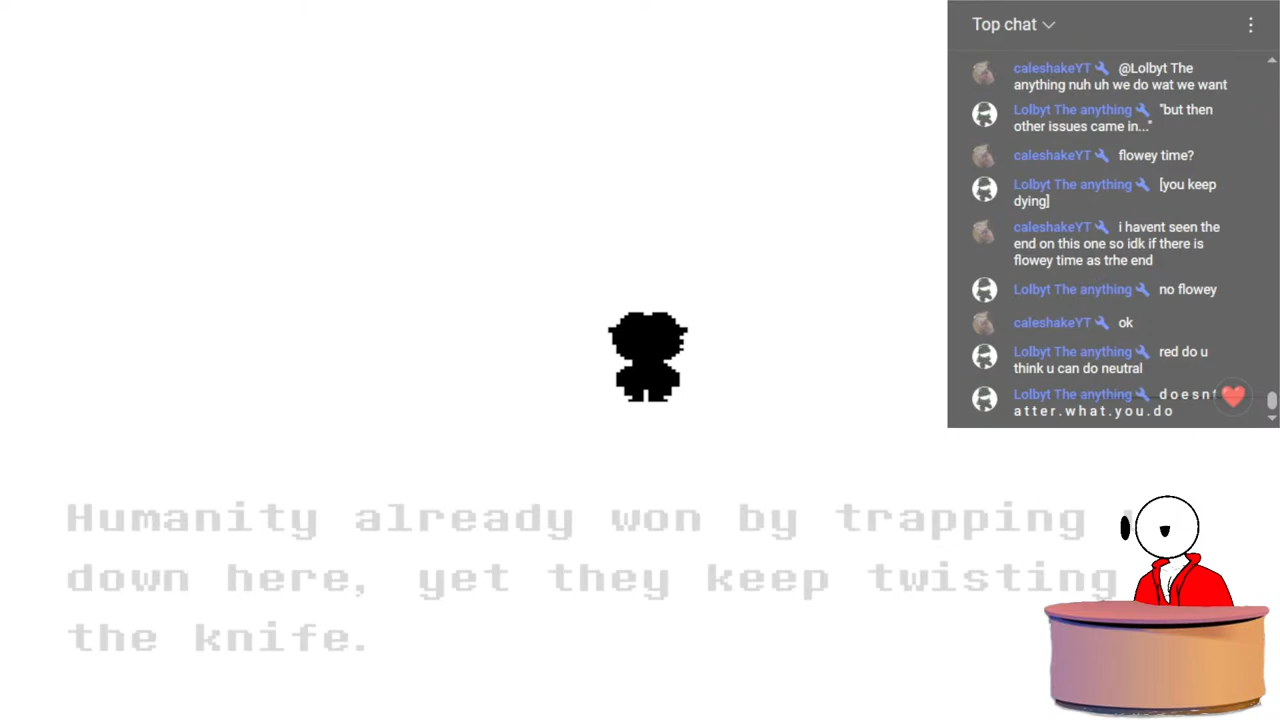 Top chat
caleshakeYT @Lolbyt The
anything nuh uh we do wat we want
Lolbyt The anything "but then
other issues came in..."
caleshakeYT flowey time?
Lolbyt The anything [you keep
dying]
caleshakeYT i havent seen the
end on this one so idk if there is
flowey time as trhe end
Lolbyt The anything no flowey
caleshakeYT ok
Lolbyt The anything red do u
think u can do neutral
Lolbyt The anything d o e s n
a t t e r . w h a t . y o u . d o
Humanity already won by trapping
down here, yet they keep twisting
the knife.